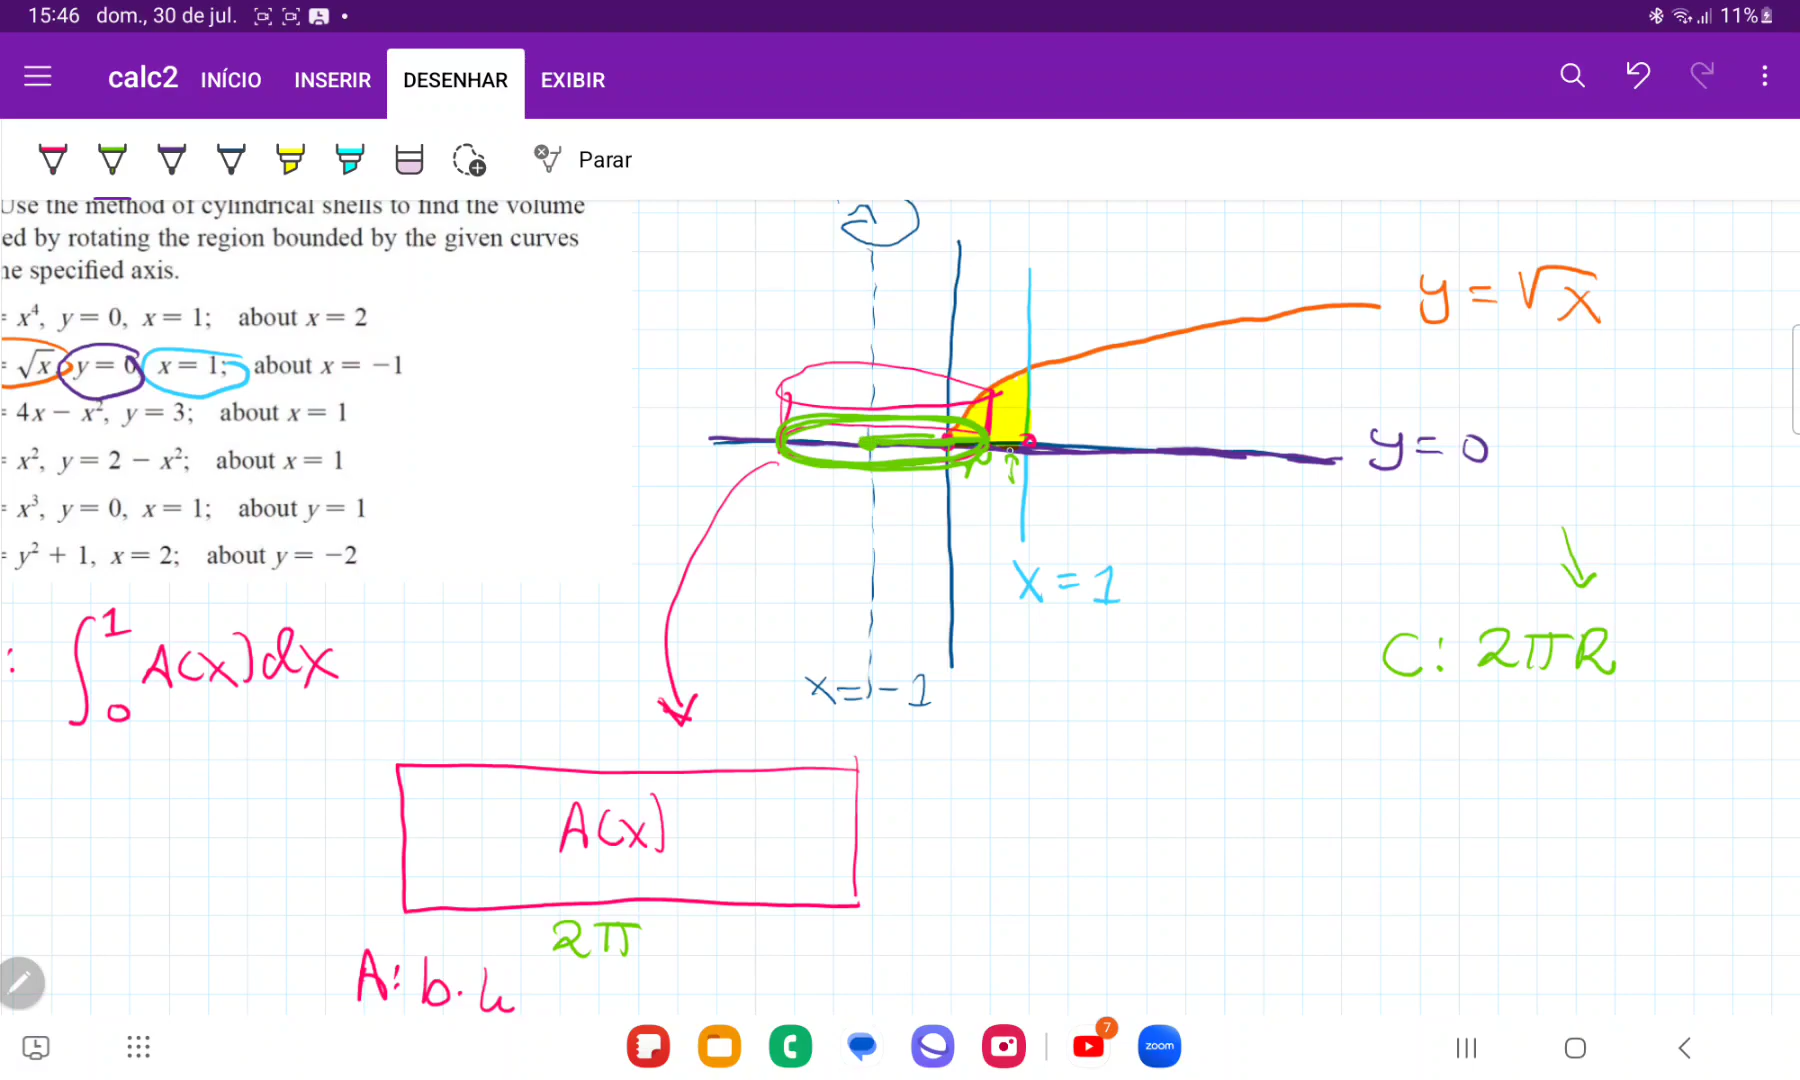 15:46 dom., 30 de jul. 11%
calc2 INÍCIO INSERIR DESENHAR EXIBIR
Parar
Use the method of cylindrical shells to find the volume
ed by rotating the region bounded by the given curves
he specified axis.
= x⁴, y = 0, x = 1; about x = 2
= √x, y = 0, x = 1; about x = −1
= 4x − x², y = 3; about x = 1
= x², y = 2 − x²; about x = 1
= x³, y = 0, x = 1; about y = 1
= y² + 1, x = 2; about y = −2
y = √x
y = 0
x = 1
x = -1
C: 2πR
: ∫₀¹ A(x)dx
A(x)
2π
A: b.h
7
zoom